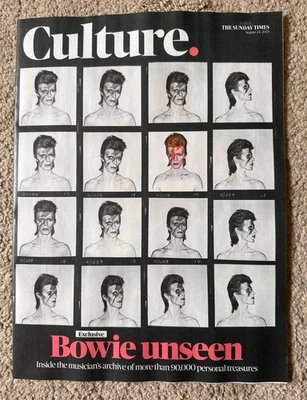 Culture.
THE SUNDAY TIMES
Exclusive
Bowie unseen
Inside the musician's archive of more than 90,000 personal treasures